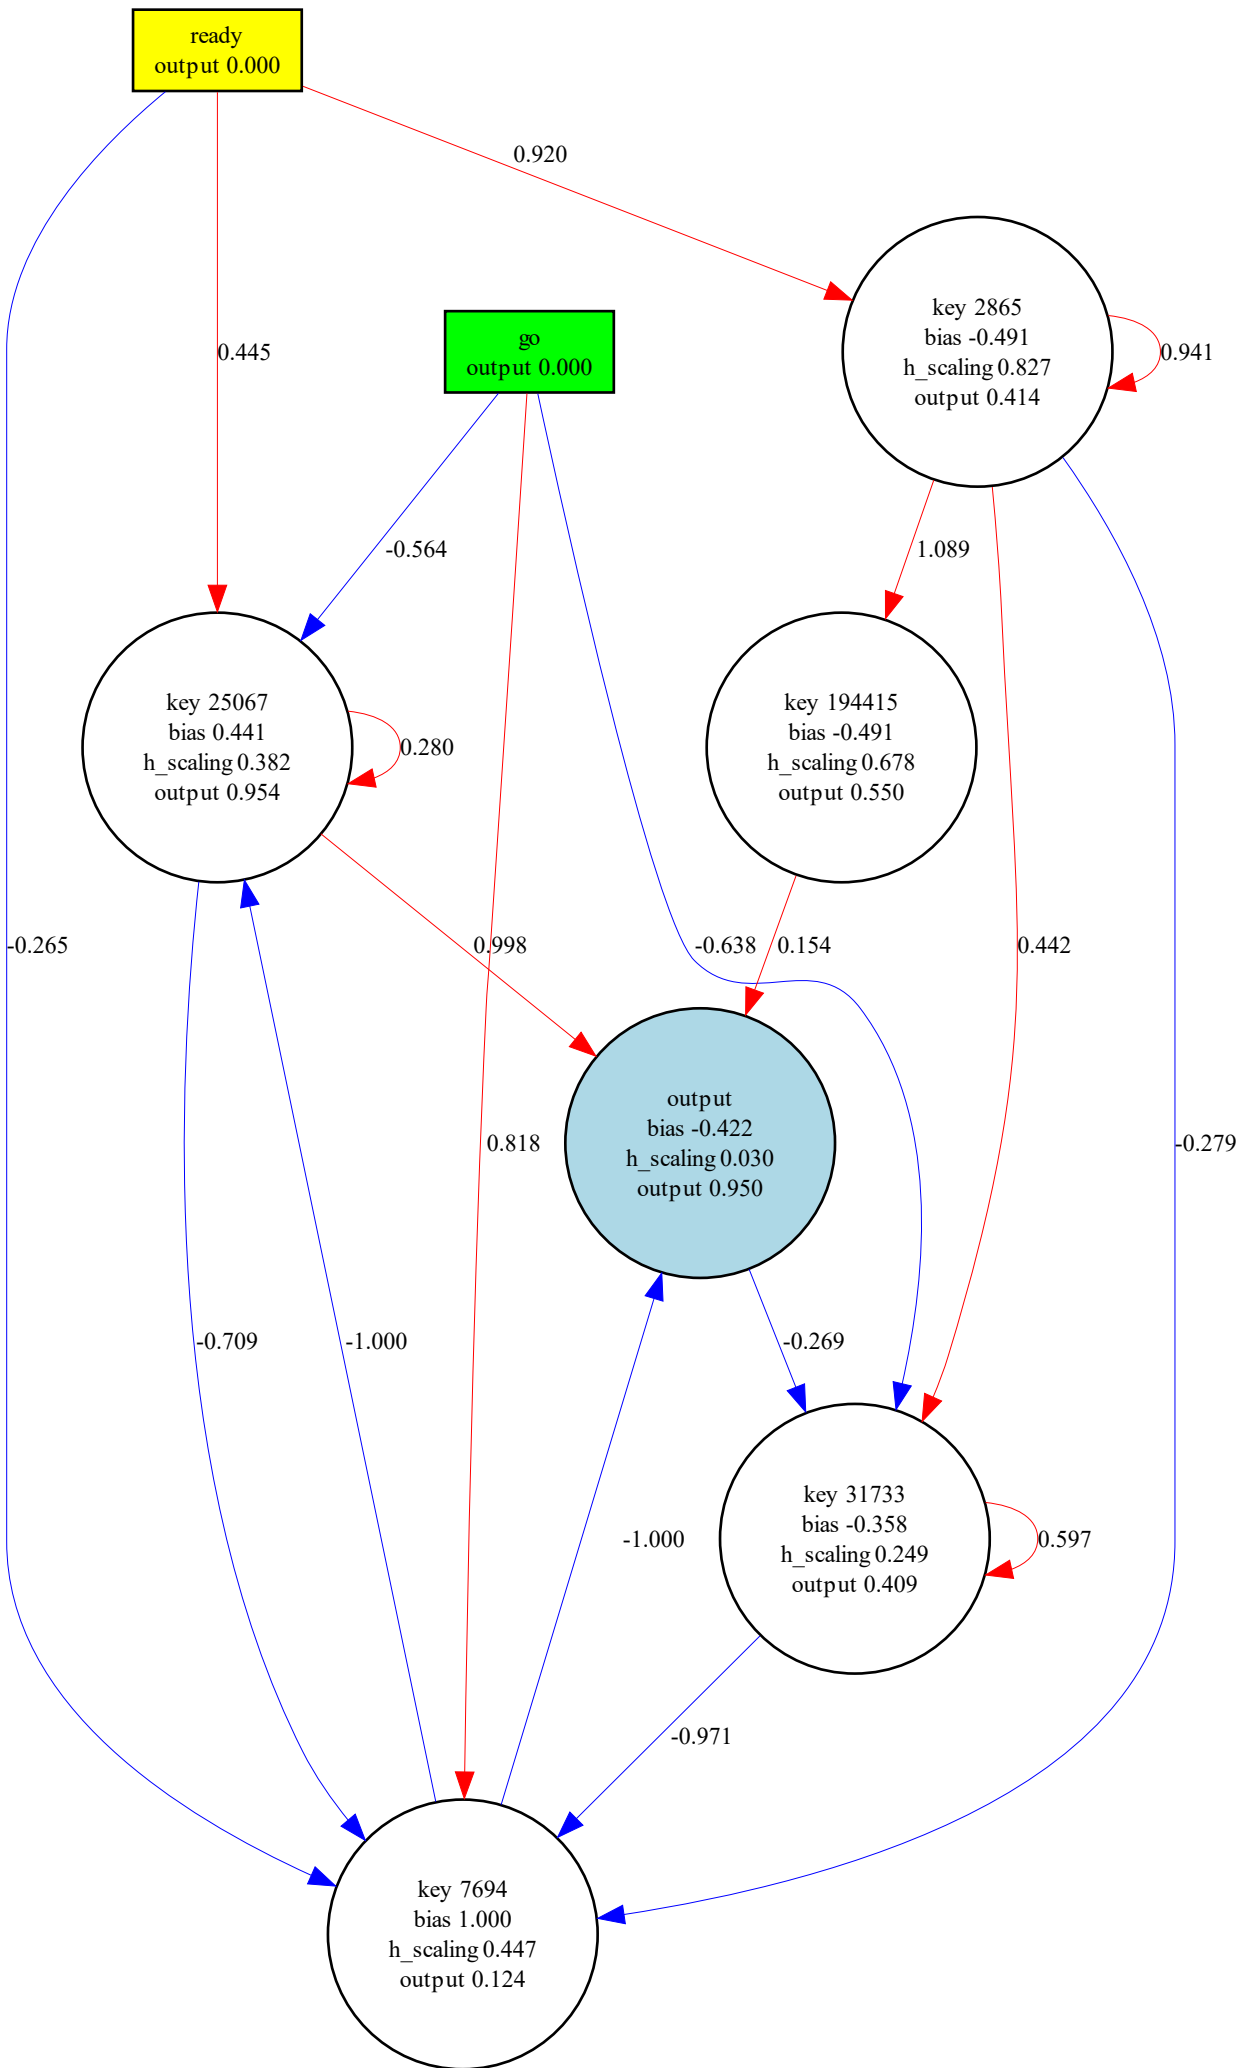 ready
output 0.000
0.920
key 2865
bias -0.491
h_scaling 0.827
output 0.414
0.941
go
output 0.000
0.445
-0.564
1.089
key 25067
bias 0.441
h_scaling 0.382
output 0.954
0.280
key 194415
bias -0.491
h_scaling 0.678
output 0.550
-0.265
0.998
-0.638
0.154
0.442
output
bias -0.422
h_scaling 0.030
output 0.950
0.818
-0.279
-0.709
-1.000
-0.269
-1.000
key 31733
bias -0.358
h_scaling 0.249
output 0.409
0.597
-0.971
key 7694
bias 1.000
h_scaling 0.447
output 0.124